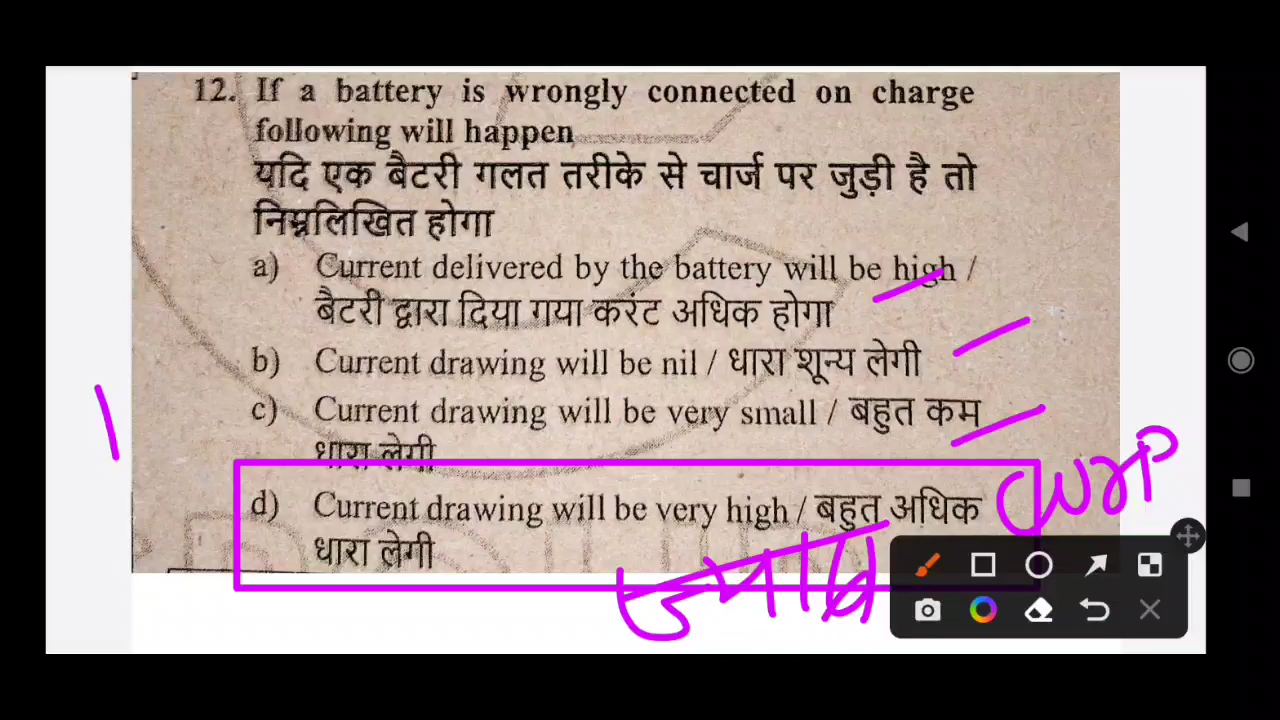 12. If a battery is wrongly connected on charge
following will happen
यदि एक बैटरी गलत तरीके से चार्ज पर जुड़ी है तो
निम्नलिखित होगा
a) Current delivered by the battery will be high /
बैटरी द्वारा दिया गया करंट अधिक होगा
b) Current drawing will be nil / धारा शून्य लेगी
c) Current drawing will be very small / बहुत कम
धारा लेगी
d) Current drawing will be very high / बहुत अधिक
धारा लेगी